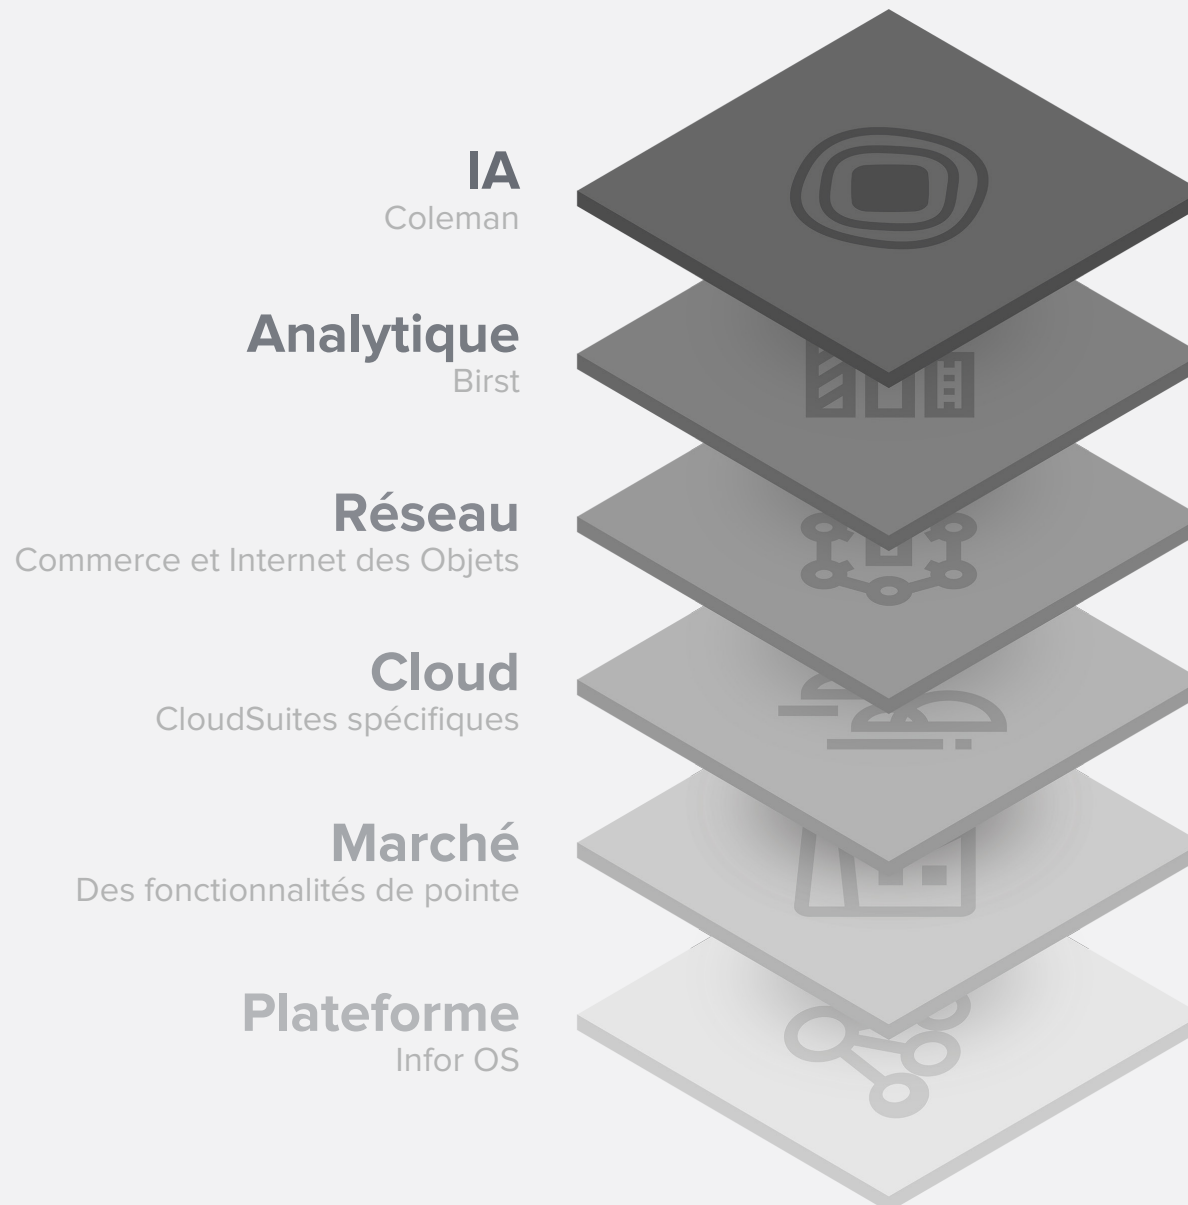 IA
Coleman
Analytique
Birst
Réseau
Commerce et Internet des Objets
Cloud
CloudSuites spécifiques
Marché
Des fonctionnalités de pointe
Plateforme
Infor OS